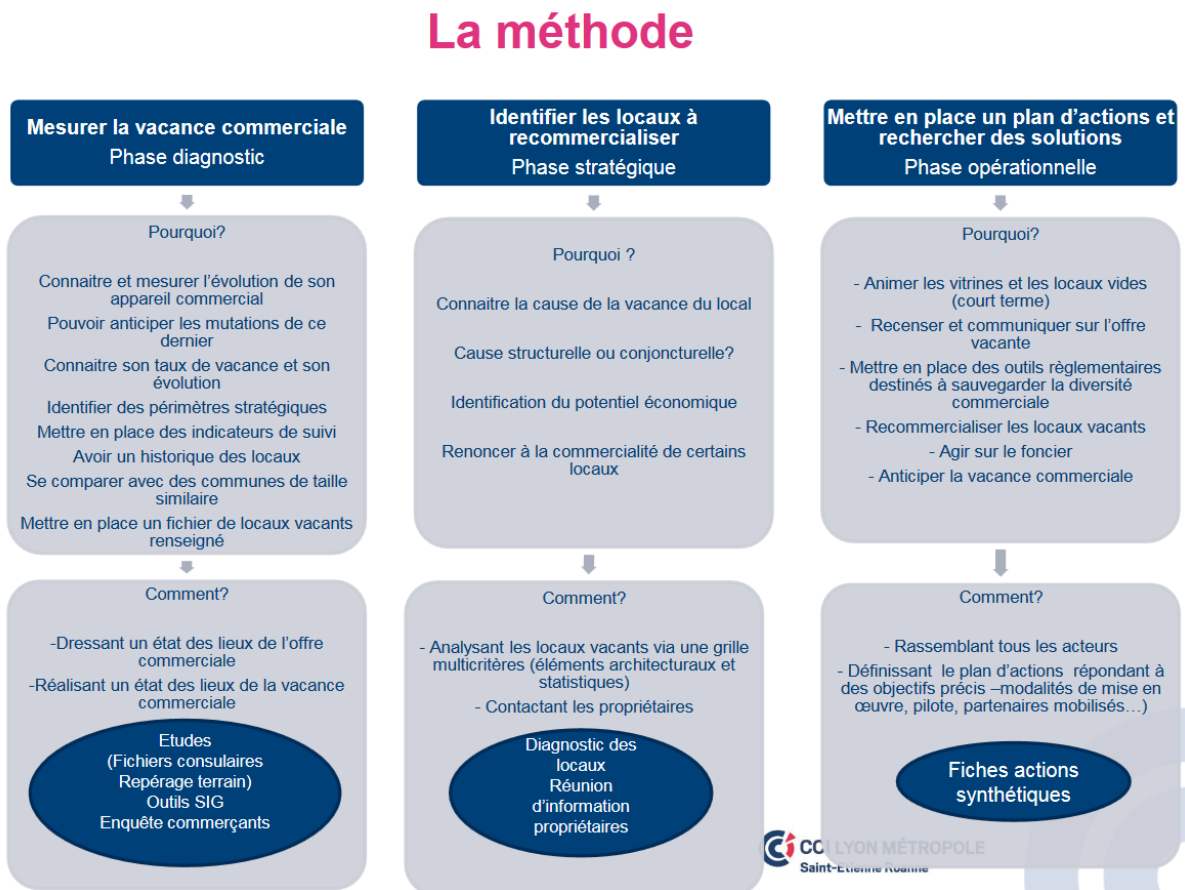 La méthode
Mesurer la vacance commerciale
Phase diagnostic
Pourquoi?
Connaitre et mesurer l'évolution de son
appareil commercial
Pouvoir anticiper les mutations de ce
dernier
Connaitre son taux de vacance et son
évolution
Identifier des périmètres stratégiques
Mettre en place des indicateurs de suivi
Avoir un historique des locaux
Se comparer avec des communes de taille
similaire
Mettre en place un fichier de locaux vacants
renseigné
Comment?
-Dressant un état des lieux de l'offre
commerciale
-Réalisant un état des lieux de la vacance
commerciale
Etudes
(Fichiers consulaires
Repérage terrain)
Outils SIG
Enquête commerçants
Identifier les locaux à
recommercialiser
Phase stratégique
Pourquoi ?
Connaitre la cause de la vacance du local
Cause structurelle ou conjoncturelle?
Identification du potentiel économique
Renoncer à la commercialité de certains
locaux
Comment?
- Analysant les locaux vacants via une grille
multicritères (éléments architecturaux et
statistiques)
- Contactant les propriétaires
Diagnostic des
locaux
Réunion
d'information
propriétaires
Mettre en place un plan d'actions et
rechercher des solutions
Phase opérationnelle
Pourquoi?
- Animer les vitrines et les locaux vides
(court terme)
- Recenser et communiquer sur l'offre
vacante
- Mettre en place des outils règlementaires
destinés à sauvegarder la diversité
commerciale
- Recommercialiser les locaux vacants
- Agir sur le foncier
- Anticiper la vacance commerciale
Comment?
- Rassemblant tous les acteurs
- Définissant le plan d'actions répondant à
des objectifs précis –modalités de mise en
œuvre, pilote, partenaires mobilisés…)
Fiches actions
synthétiques
CCI LYON MÉTROPOLE
Saint-Etienne Roanne